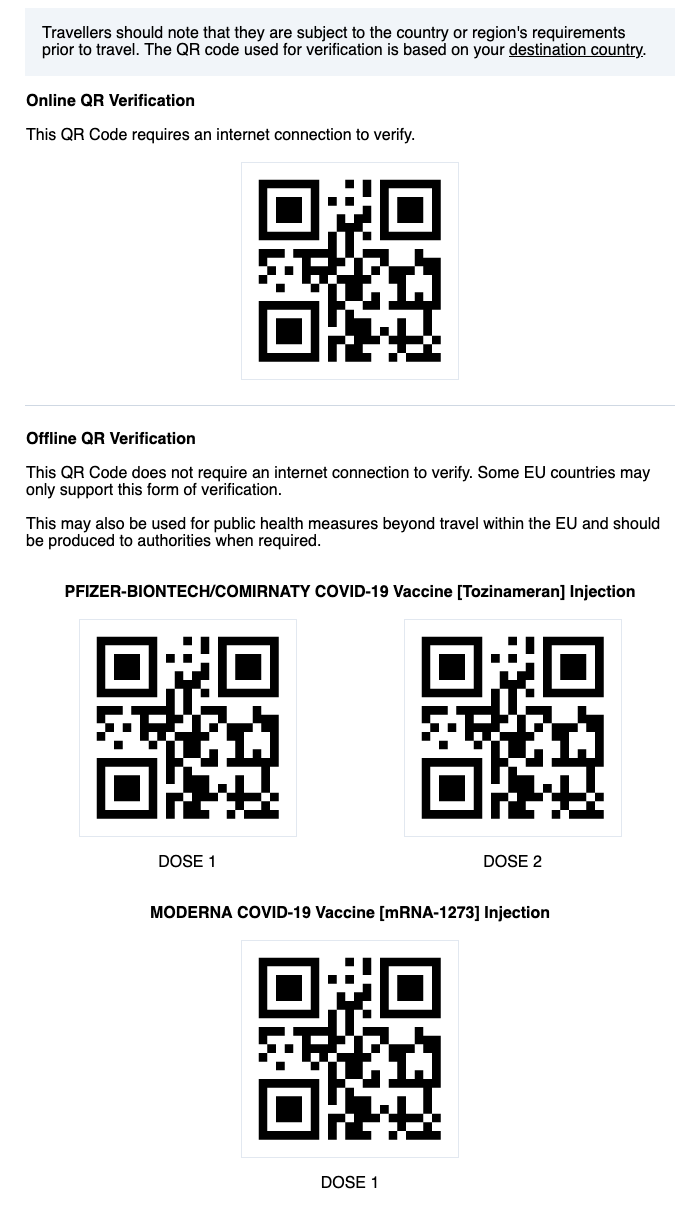 Travellers should note that they are subject to the country or region's requirements
prior to travel. The QR code used for verification is based on your destination country.
Online QR Verification
This QR Code requires an internet connection to verify.
Offline QR Verification
This QR Code does not require an internet connection to verify. Some EU countries may
only support this form of verification.
This may also be used for public health measures beyond travel within the EU and should
be produced to authorities when required.
PFIZER-BIONTECH/COMIRNATY COVID-19 Vaccine [Tozinameran] Injection
DOSE 1
DOSE 2
MODERNA COVID-19 Vaccine [mRNA-1273] Injection
DOSE 1